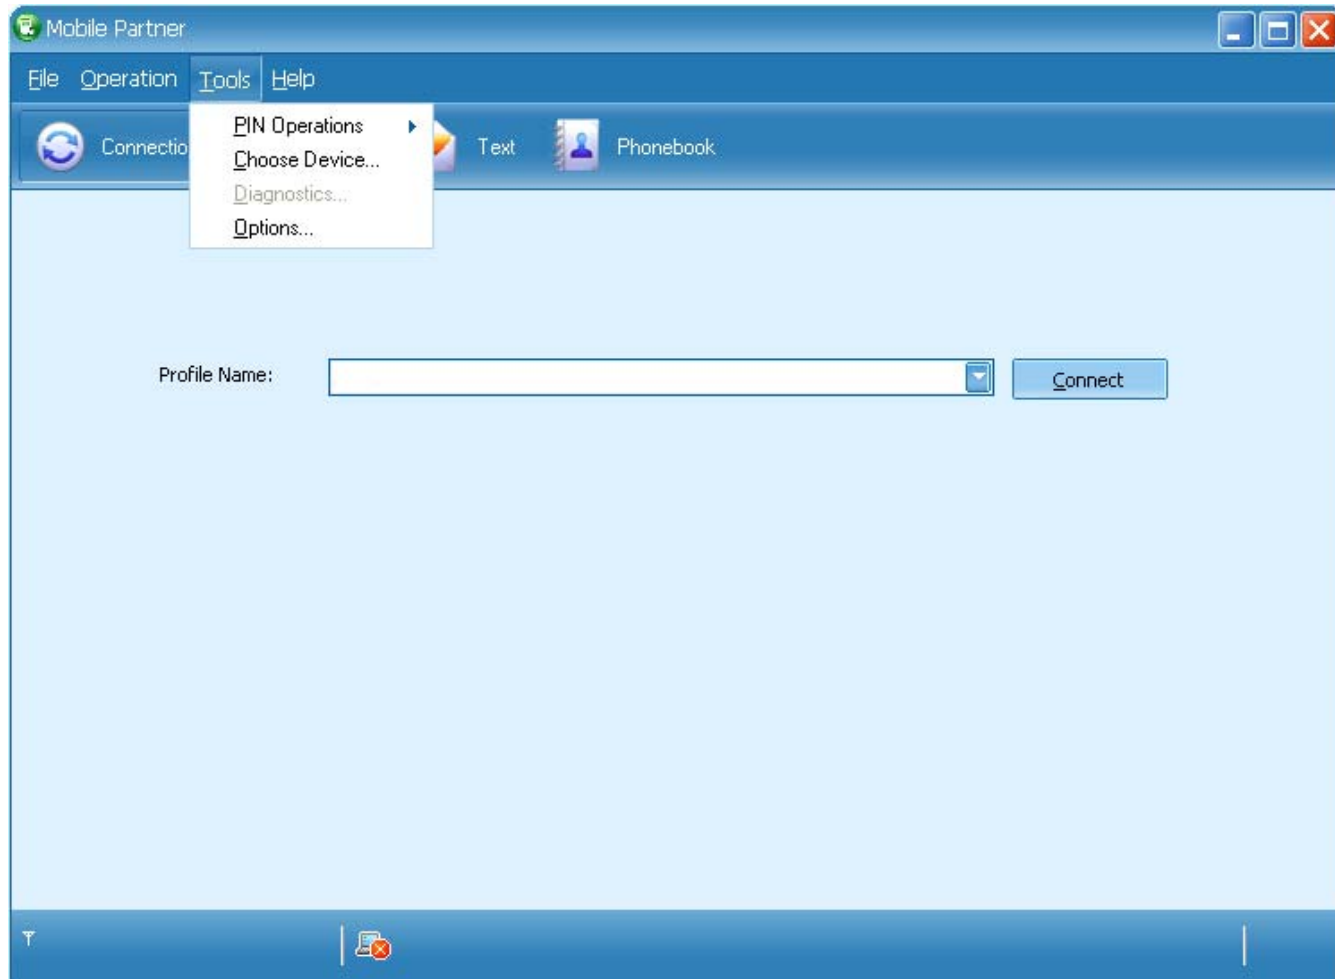 Mobile Partner
File Operation Tools Help
PIN Operations
Connectio Text Phonebook
Choose Device...
Diagnostics...
Options...
Profile Name: Connect